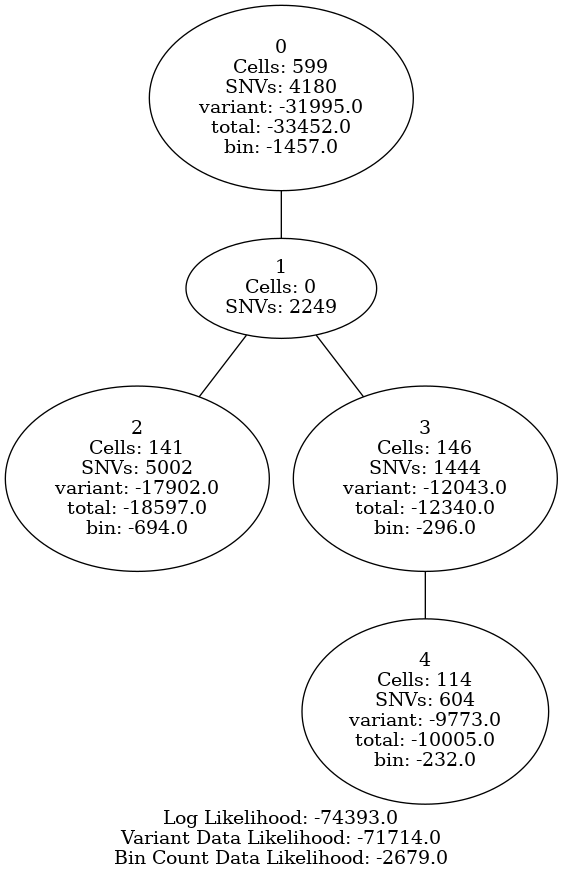 0
Cells: 599
SNVs: 4180
variant: -31995.0
total: -33452.0
bin: -1457.0
1
Cells: 0
SNVs: 2249
2
Cells: 141
SNVs: 5002
variant: -17902.0
total: -18597.0
bin: -694.0
3
Cells: 146
SNVs: 1444
variant: -12043.0
total: -12340.0
bin: -296.0
4
Cells: 114
SNVs: 604
variant: -9773.0
total: -10005.0
bin: -232.0
Log Likelihood: -74393.0
Variant Data Likelihood: -71714.0
Bin Count Data Likelihood: -2679.0